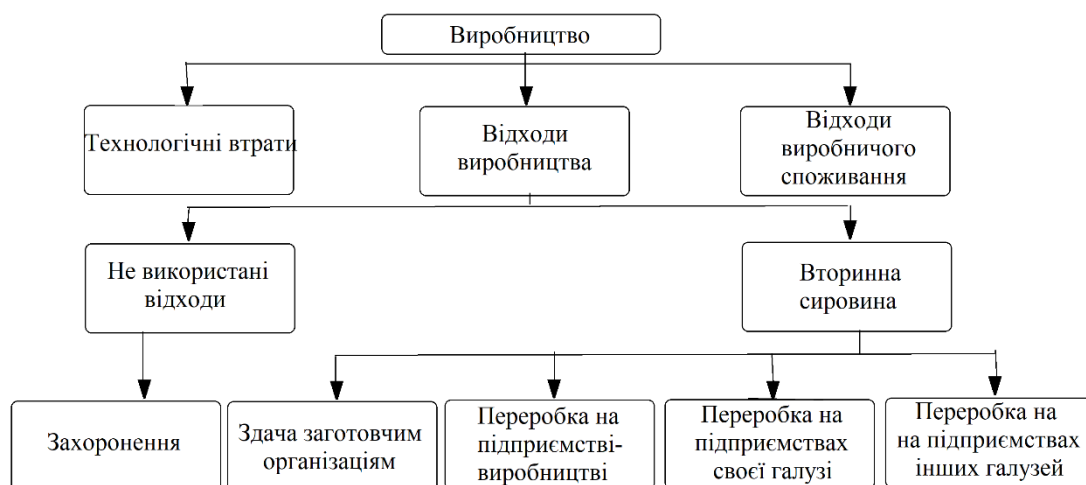 Виробництво
Технологічні втрати
Відходи
виробництва
Відходи
виробничого
споживання
Не використані
відходи
Вторинна
сировина
Захоронення
Здача заготовчим
організаціям
Переробка на
підприємстві-
виробництві
Переробка на
підприємствах
своєї галузі
Переробка на
на підприємствах
інших галузей